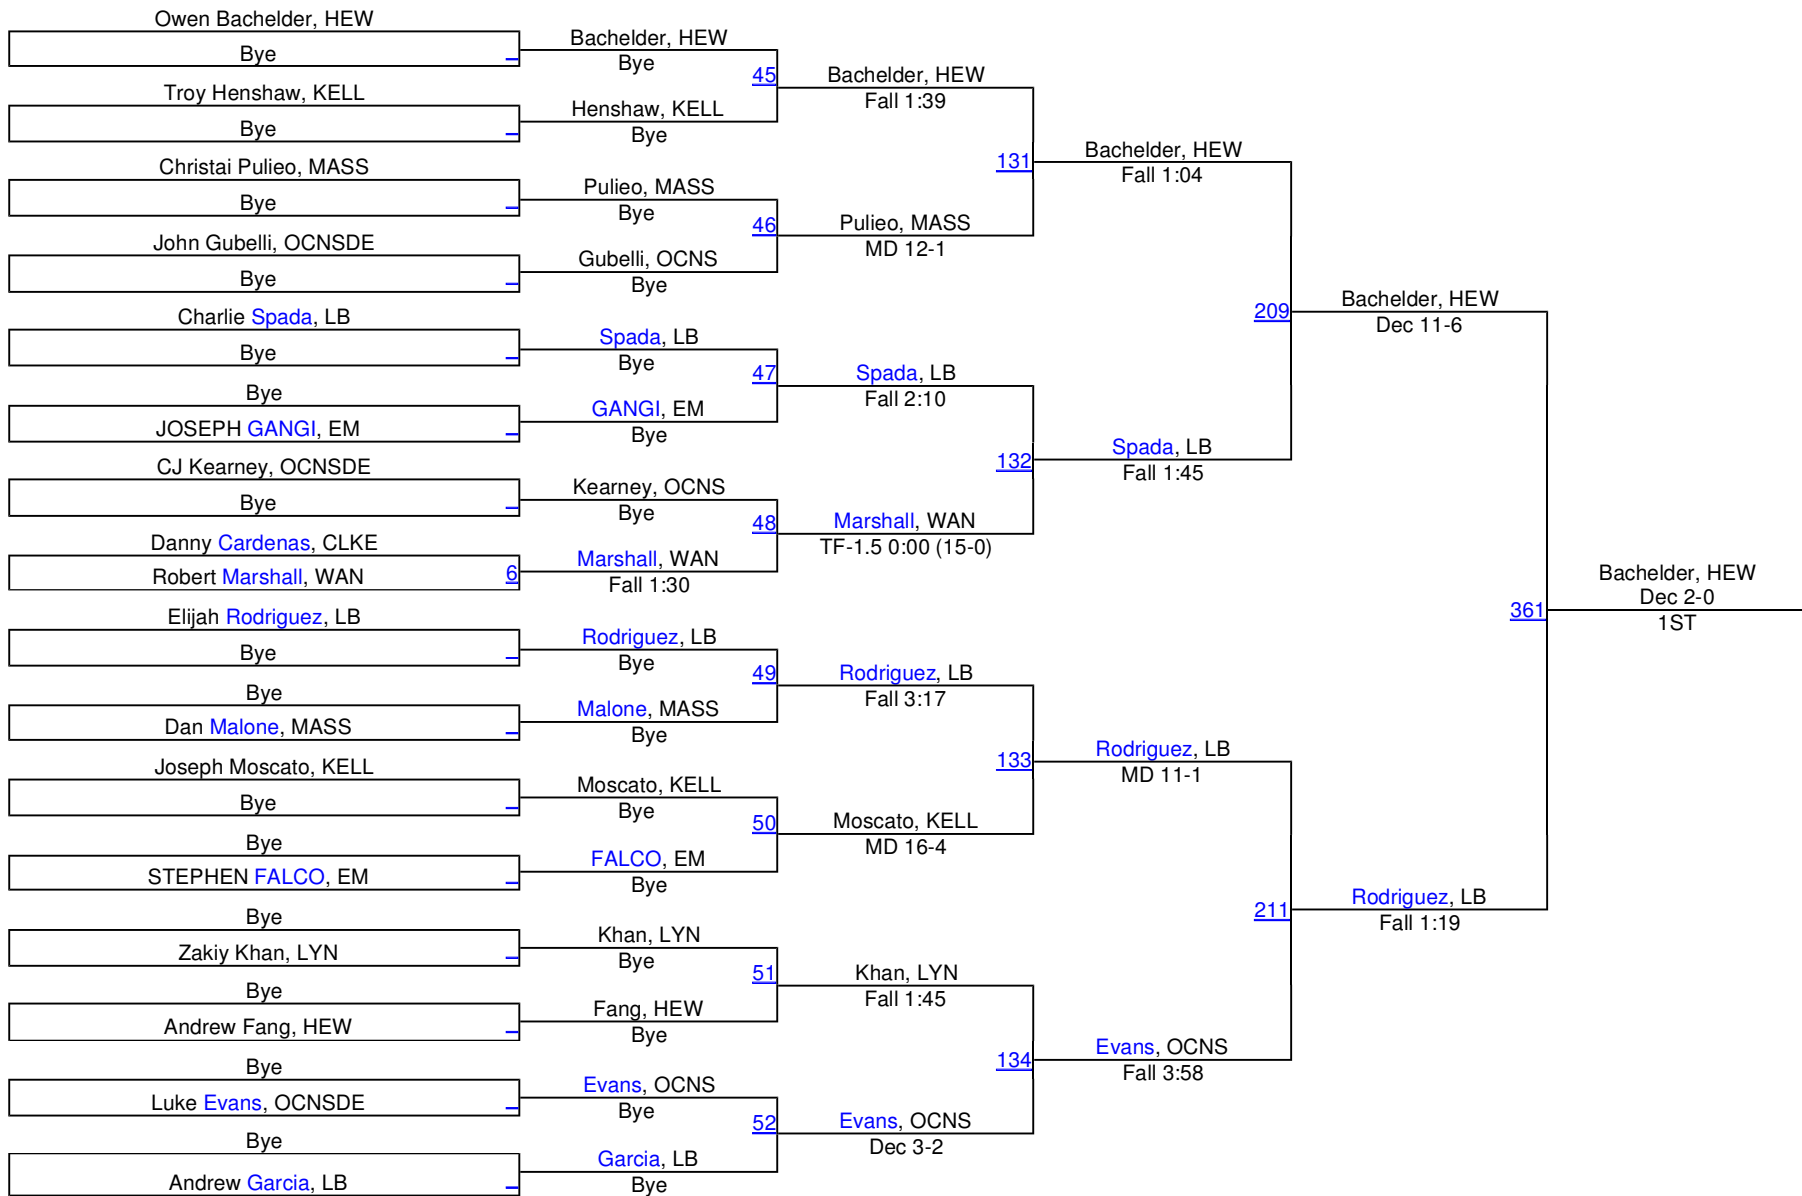 Owen Bachelder, HEW
Bye
Troy Henshaw, KELL
Bye
Christai Pulieo, MASS
Bye
John Gubelli, OCNSDE
Bye
Charlie Spada, LB
Bye
Bye
JOSEPH GANGI, EM
CJ Kearney, OCNSDE
Bye
Danny Cardenas, CLKE
Robert Marshall, WAN
6
Elijah Rodriguez, LB
Bye
Bye
Dan Malone, MASS
Joseph Moscato, KELL
Bye
Bye
STEPHEN FALCO, EM
Bye
Zakiy Khan, LYN
Bye
Andrew Fang, HEW
Bye
Luke Evans, OCNSDE
Bye
Andrew Garcia, LB
Bachelder, HEW
Bye
45
Henshaw, KELL
Bye
Pulieo, MASS
Bye
46
Gubelli, OCNS
Bye
Spada, LB
Bye
47
GANGI, EM
Bye
Kearney, OCNS
Bye
48
Marshall, WAN
Fall 1:30
Rodriguez, LB
Bye
49
Malone, MASS
Bye
Moscato, KELL
Bye
50
FALCO, EM
Bye
Khan, LYN
Bye
51
Fang, HEW
Bye
Evans, OCNS
Bye
52
Garcia, LB
Bye
Bachelder, HEW
Fall 1:39
131
Pulieo, MASS
MD 12-1
Spada, LB
Fall 2:10
132
Marshall, WAN
TF-1.5 0:00 (15-0)
Rodriguez, LB
Fall 3:17
133
Moscato, KELL
MD 16-4
Khan, LYN
Fall 1:45
134
Evans, OCNS
Dec 3-2
Bachelder, HEW
Fall 1:04
209
Spada, LB
Fall 1:45
Rodriguez, LB
MD 11-1
211
Evans, OCNS
Fall 3:58
Bachelder, HEW
Dec 11-6
361
Rodriguez, LB
Fall 1:19
Bachelder, HEW
Dec 2-0
1ST